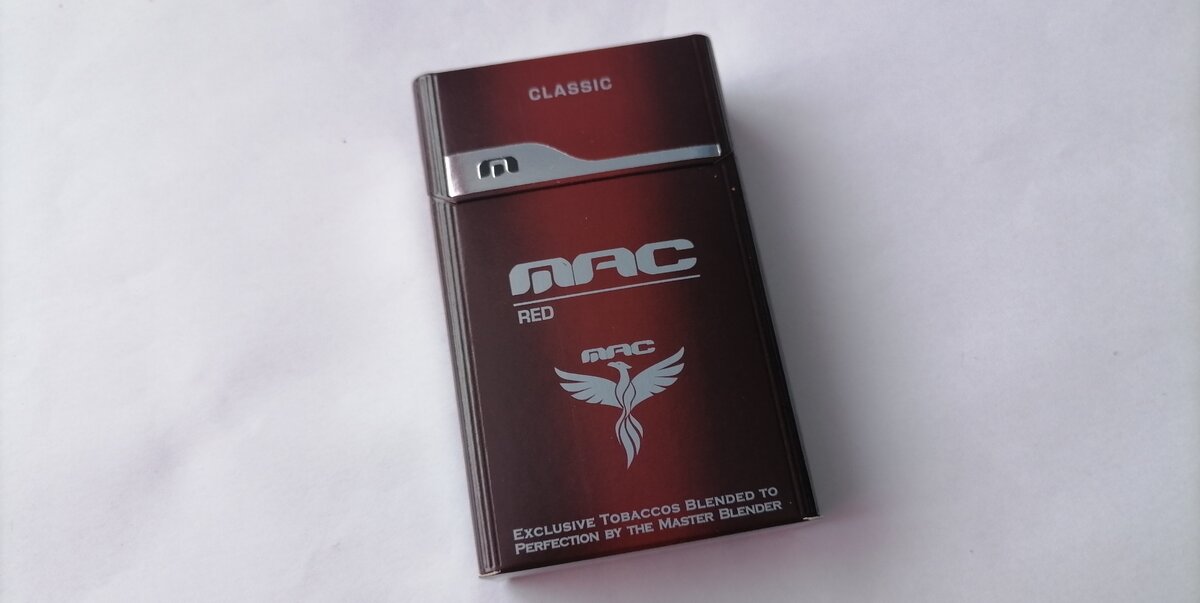 CLASSIC
M
MAC
RED
MAC
EXCLUSIVE TOBACCOS BLENDED TO
PERFECTION BY THE MASTER BLENDER